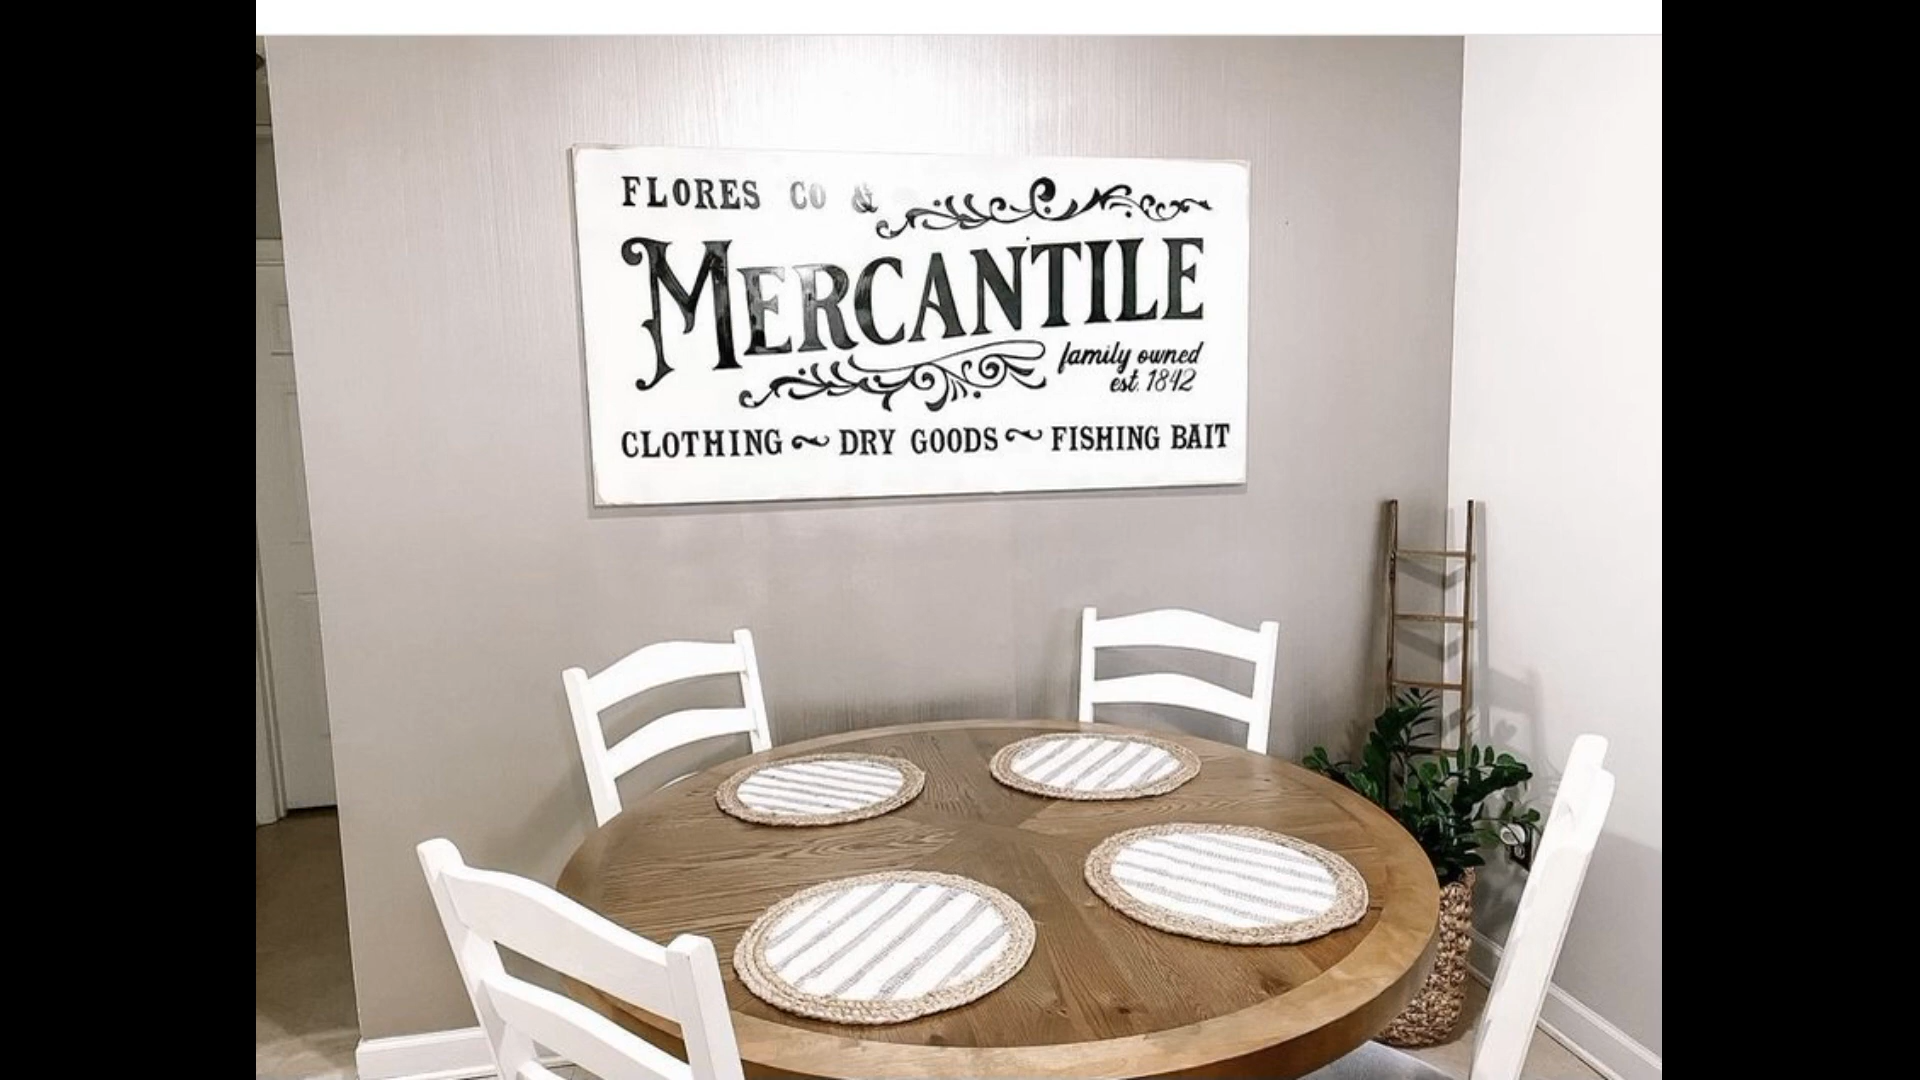 FLORES CO &
MERCANTILE
family owned
est. 1842
CLOTHING ~ DRY GOODS ~ FISHING BAIT